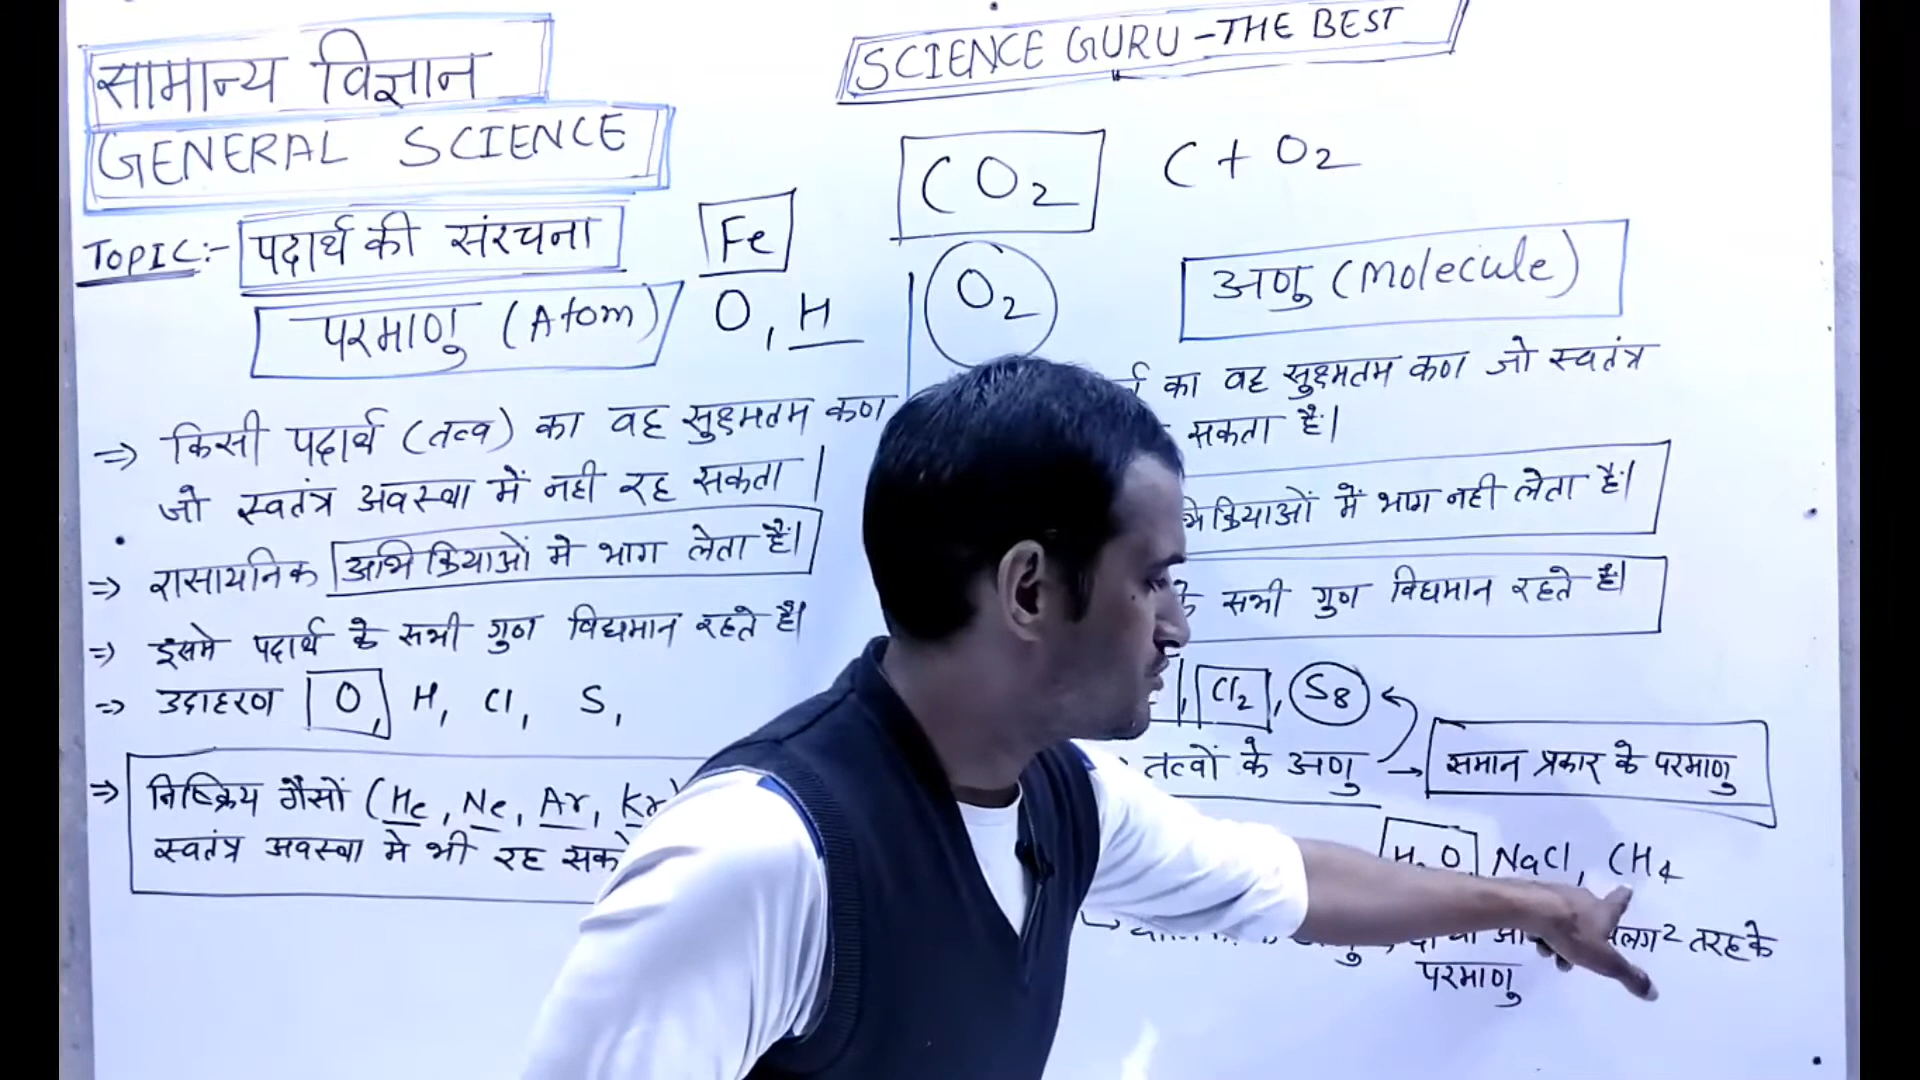 सामान्य विज्ञान
GENERAL SCIENCE
SCIENCE GURU - THE BEST
TOPIC :- पदार्थ की संरचना
Fe
CO2
C + O2
परमाणु (Atom)
O, H
O2
अणु (Molecule)
⇒ किसी पदार्थ (तत्व) का वह सुक्ष्मतम कण
जो स्वतंत्र अवस्था में नही रह सकता |
⇒ रासायनिक अभिक्रियाओं मे भाग लेता है।
⇒ इसमे पदार्थ के सभी गुण विद्यमान रहते है।
⇒ उदाहरण O, H, Cl, S,
⇒ निष्क्रिय गैसों (He, Ne, Ar, Kr)
स्वतंत्र अवस्था मे भी रह
का वह सुक्ष्मतम कण जो स्वतंत्र
सकता है।
में भाग नही लेता है।
के सभी गुण विद्यमान रहते है।
, Cl2, S8
तत्वों के अणु → समान प्रकार के परमाणु
H2O, NaCl, CH4
तरह के
परमाणु